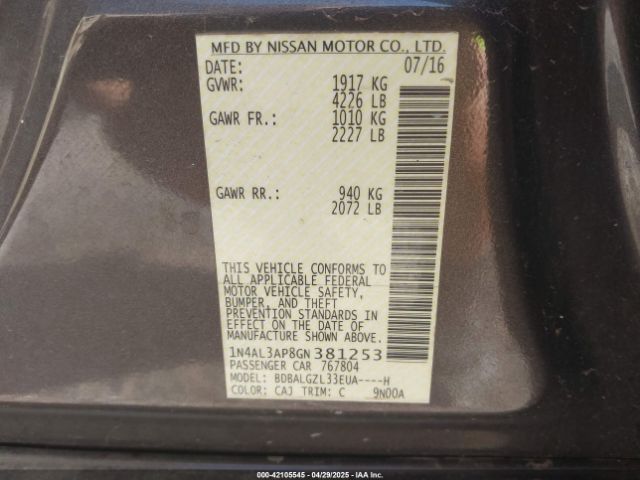 MFD BY NISSAN MOTOR CO., LTD.
DATE: 07/16
GVWR: 1917 KG
4226 LB
GAWR FR.: 1010 KG
2227 LB
GAWR RR.: 940 KG
2072 LB
THIS VEHICLE CONFORMS TO
ALL APPLICABLE FEDERAL
MOTOR VEHICLE SAFETY,
BUMPER, AND THEFT
PREVENTION STANDARDS IN
EFFECT ON THE DATE OF
MANUFACTURE SHOWN ABOVE.
1N4AL3AP8GN381253
PASSENGER CAR 767804
MODEL: BDBALGZL33EUA----H
COLOR: CAJ TRIM: C 9N00A
000-42105545 - 04/29/2025 - IAA Inc.